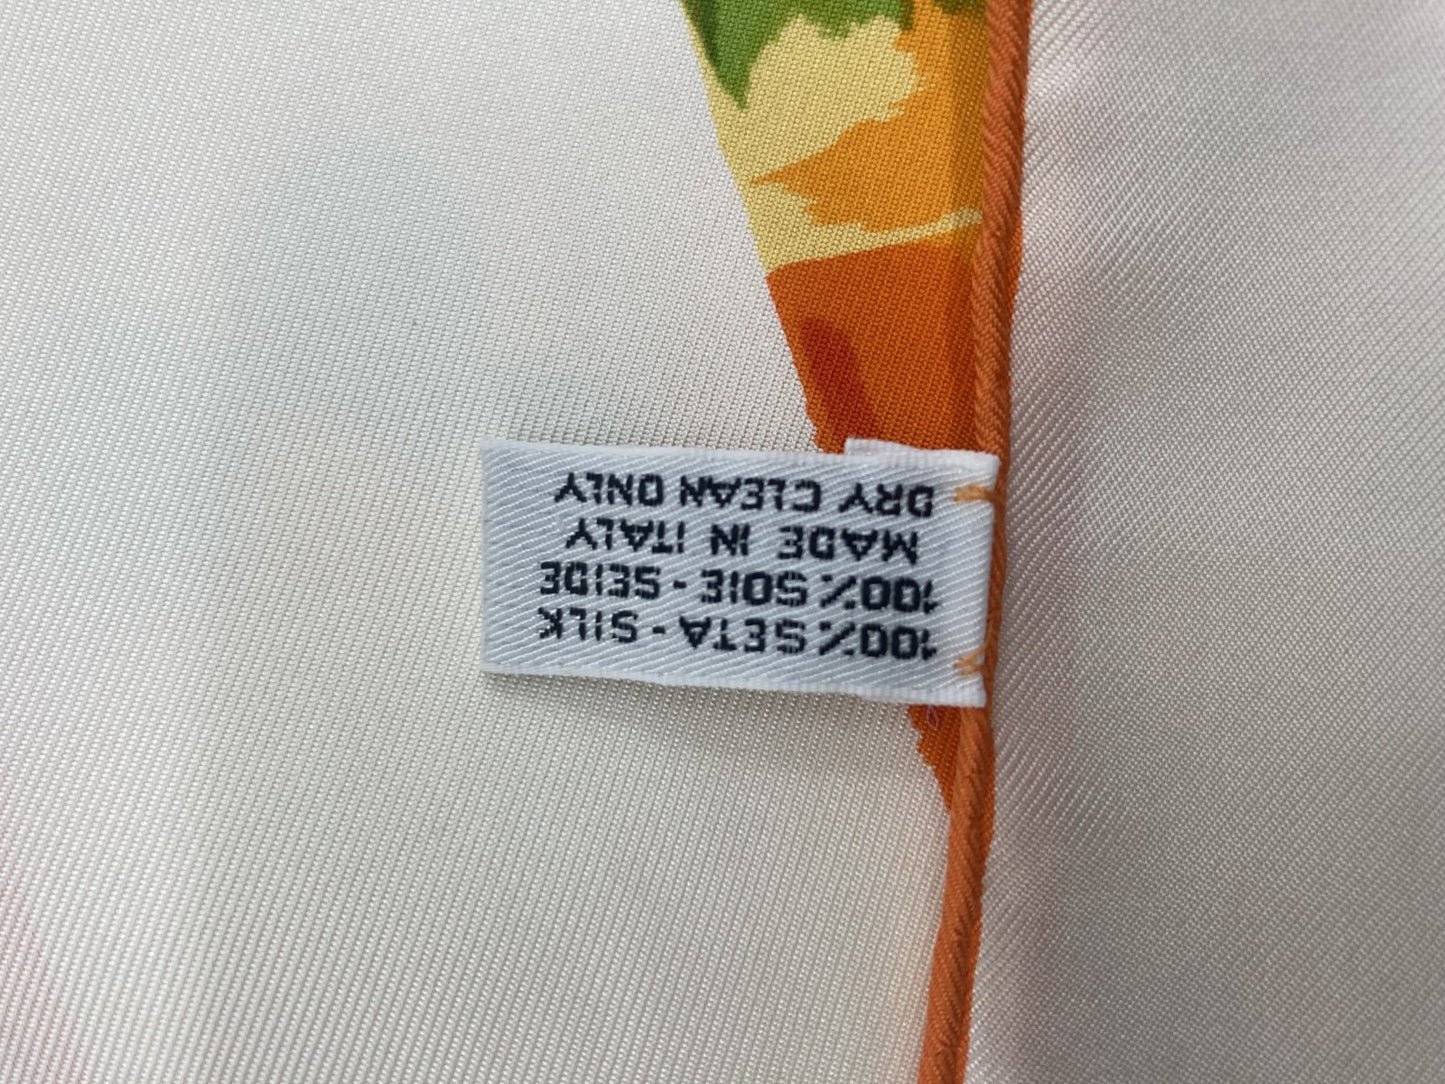 100% SETA - SILK
100% SOIE - SEIDE
MADE IN ITALY
DRY CLEAN ONLY